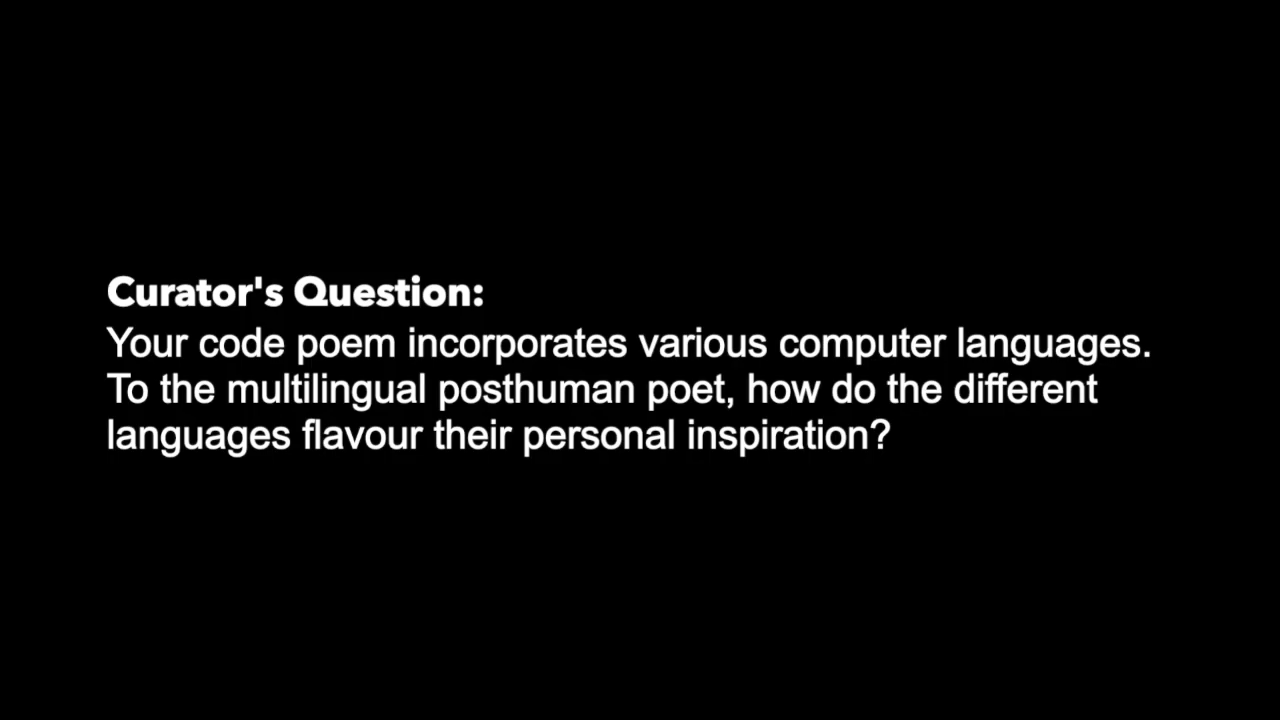 Curator's Question:
Your code poem incorporates various computer languages.
To the multilingual posthuman poet, how do the different
languages flavour their personal inspiration?